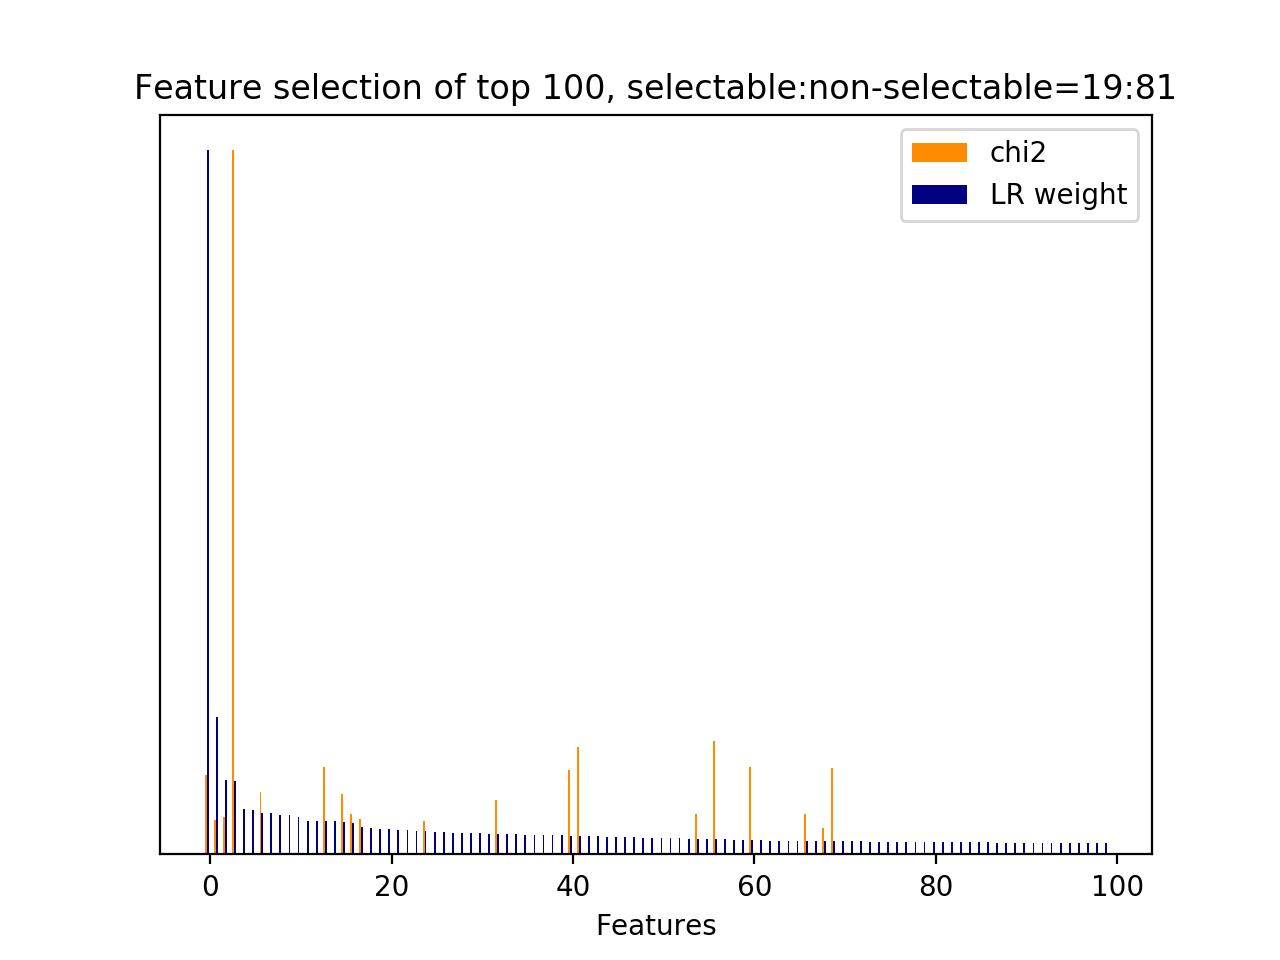 Feature selection of top 100, selectable:non-selectable=19:81
chi2
LR weight
0 20 40 60 80 100
Features